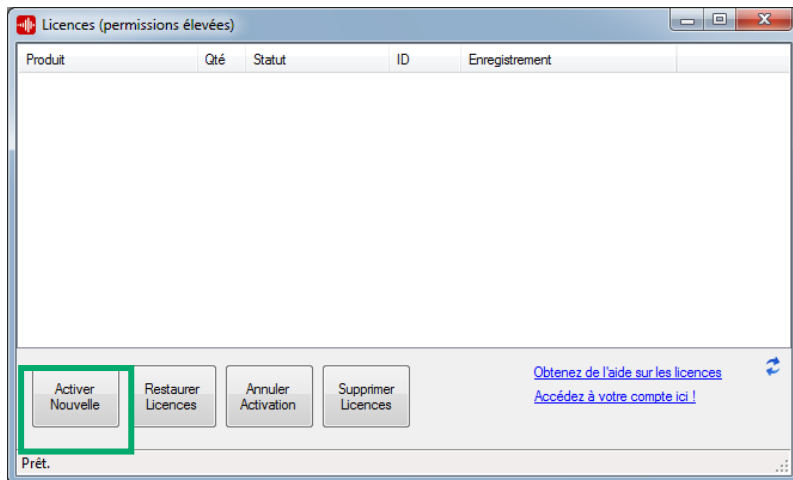 Licences (permissions élevées)
Produit Qté Statut ID Enregistrement
Activer
Nouvelle
Restaurer
Licences
Annuler
Activation
Supprimer
Licences
Obtenez de l'aide sur les licences
Accédez à votre compte ici !
Prêt.